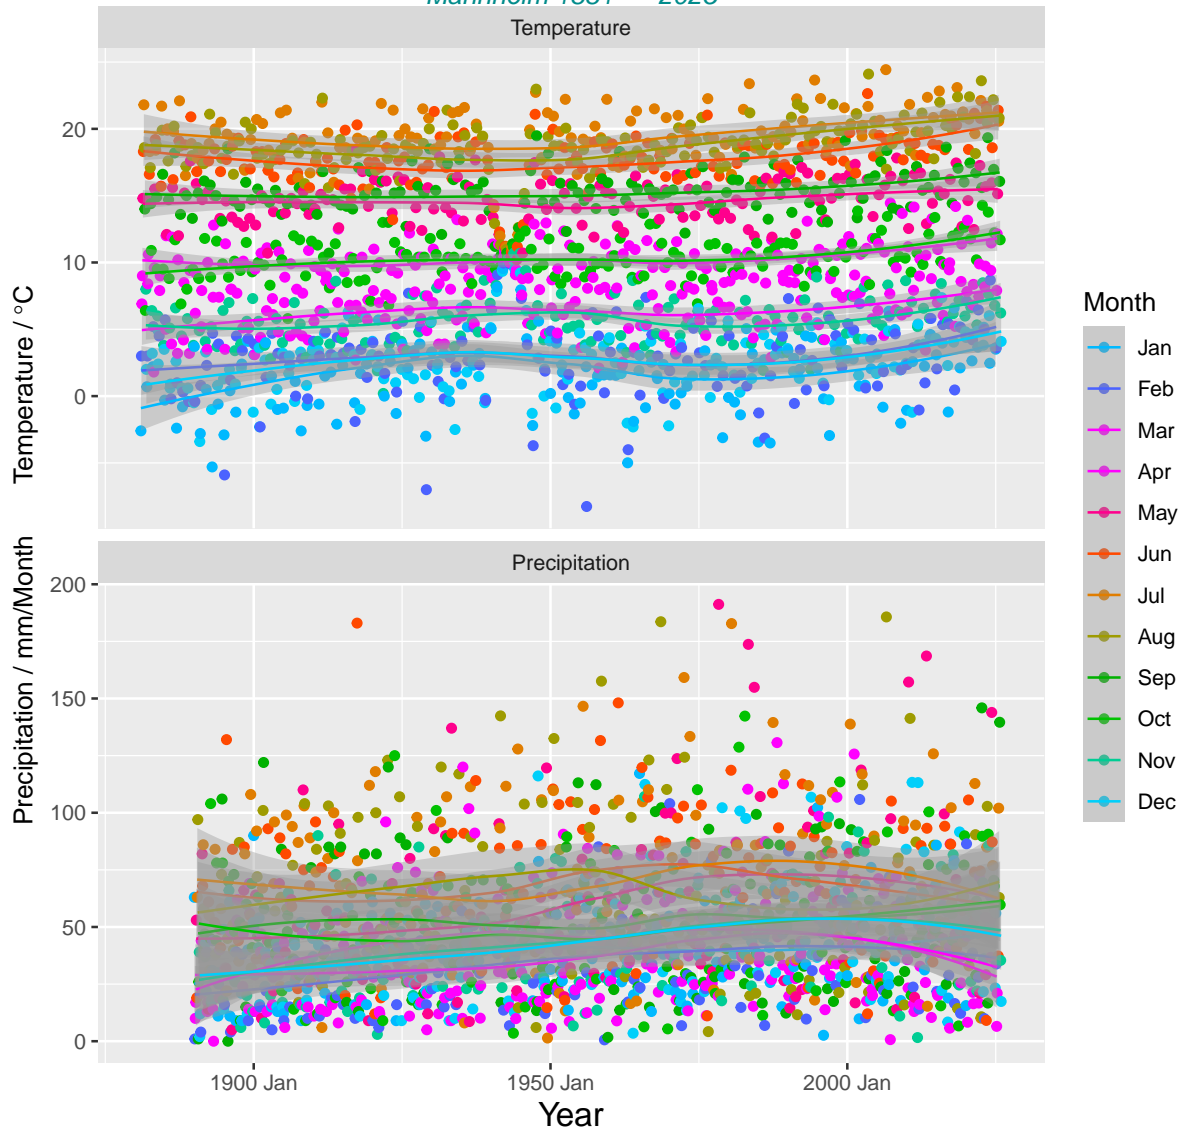 Temperature
20
10
0
Temperature / °C
Precipitation
200
150
100
50
0
Precipitation / mm/Month
1900 Jan
1950 Jan
2000 Jan
Year
Month
Jan
Feb
Mar
Apr
May
Jun
Jul
Aug
Sep
Oct
Nov
Dec